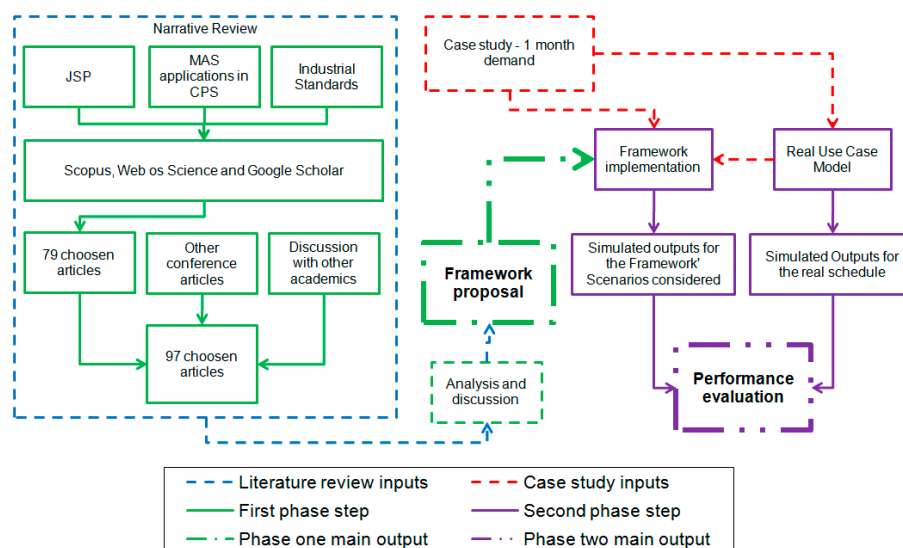 Narrative Review
JSP
MAS
applications in
CPS
Industrial
Standards
Scopus, Web os Science and Google Scholar
79 choosen
articles
Other
conference
articles
Discussion
with other
academics
97 choosen
articles
Case study - 1 month
demand
Framework
implementation
Real Use Case
Model
Framework
proposal
Simulated outputs for
the Framework'
Scenarios considered
Simulated Outputs for
the real schedule
Analysis and
discussion
Performance
evaluation
Literature review inputs
Case study inputs
First phase step
Second phase step
Phase one main output
Phase two main output